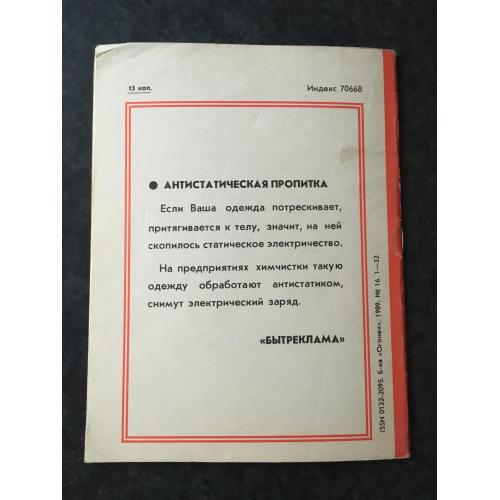 15 коп.
Индекс 70668
● АНТИСТАТИЧЕСКАЯ ПРОПИТКА
Если Ваша одежда потрескивает,
притягивается к телу, значит, на ней
скопилось статическое электричество.
На предприятиях химчистки такую
одежду обработают антистатиком,
снимут электрический заряд.
«БЫТРЕКЛАМА»
ISSN 0132-2095. Б-ка «Огонек». 1989. № 16. 1—32.